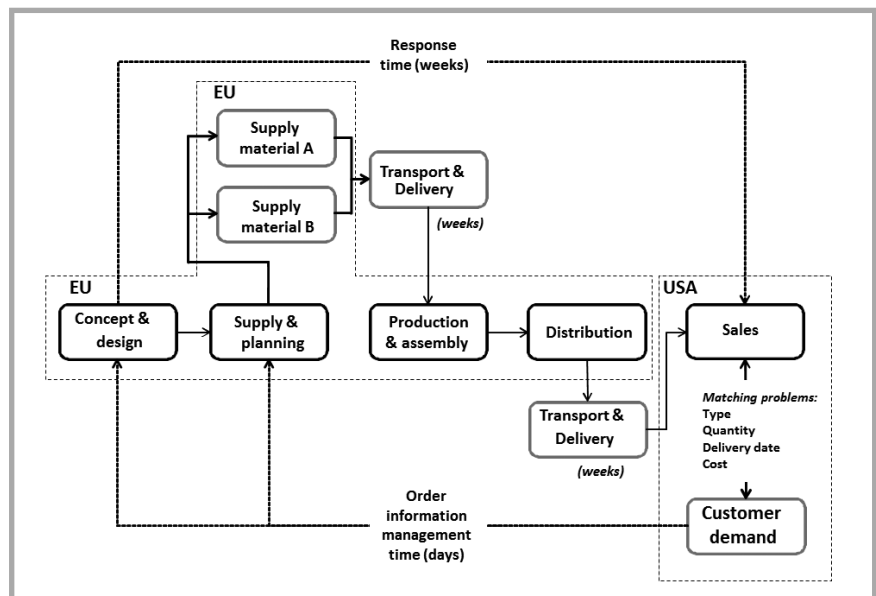 Response
time (weeks)
EU
Supply
material A
Transport &
Delivery
Supply
material B
(weeks)
EU
USA
Concept &
design
Supply &
planning
Production
& assembly
Distribution
Sales
Matching problems:
Type
Quantity
Delivery date
Cost
Transport &
Delivery
(weeks)
Order
information
management
time (days)
Customer
demand